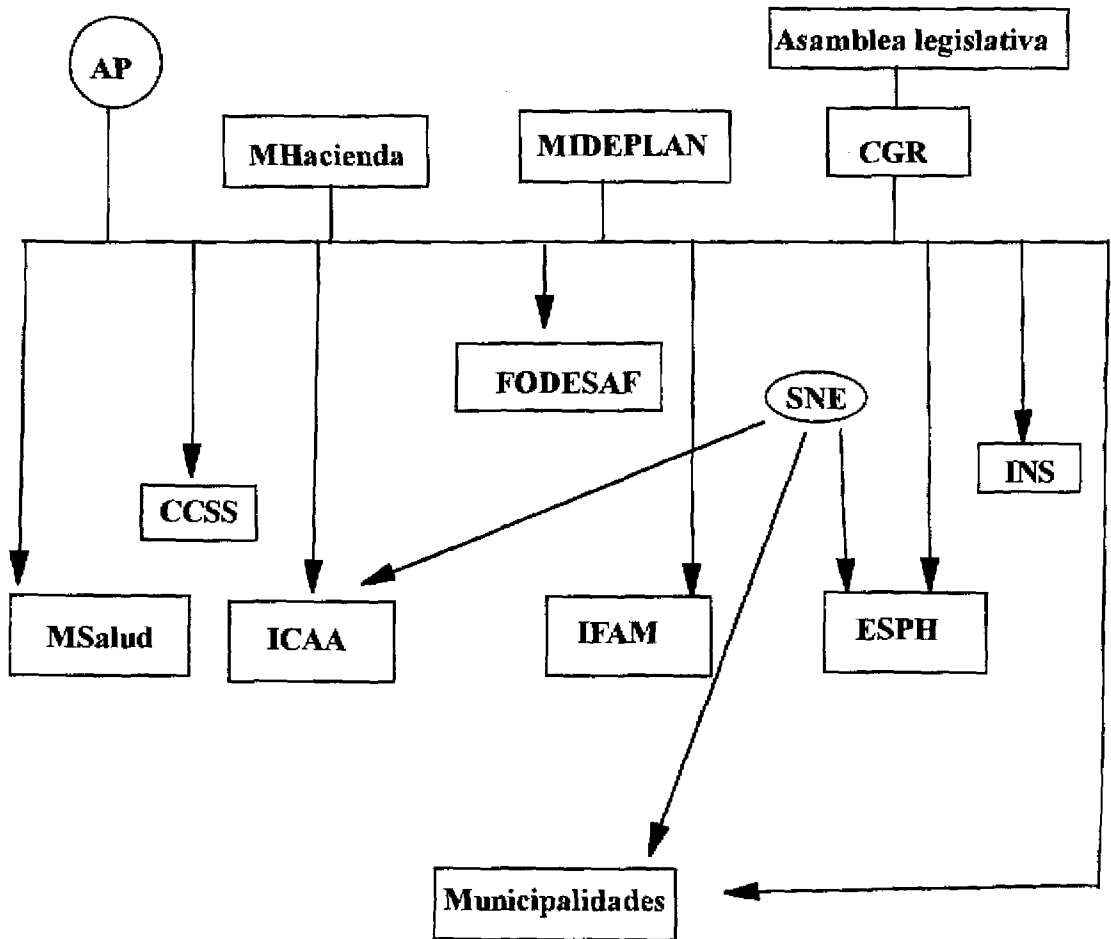 Asamblea legislativa
AP
MHacienda
MIDEPLAN
CGR
FODESAF
SNE
INS
CCSS
MSalud
ICAA
IFAM
ESPH
Municipalidades